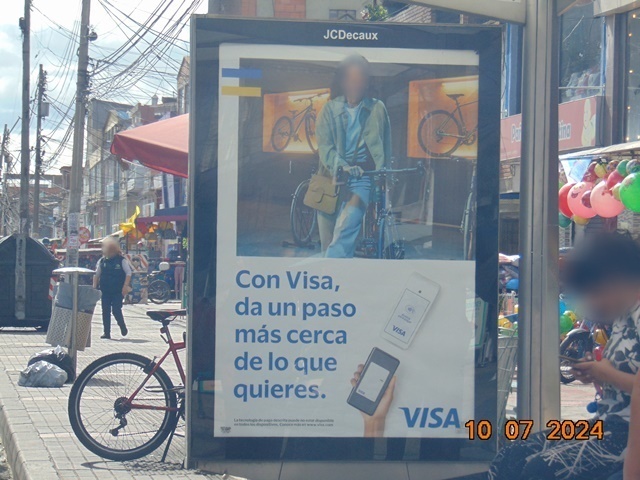 JCDecaux
Con Visa,
da un paso
más cerca
de lo que
quieres.
VISA
VISA
10 07 2024